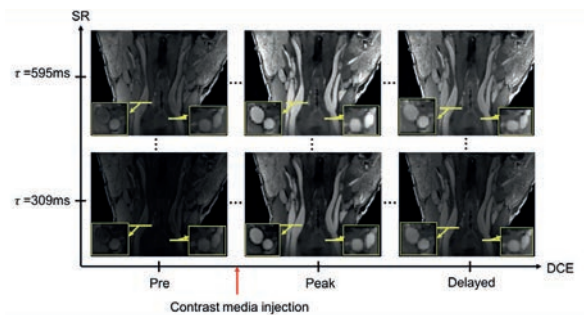 SR
τ =595ms
τ =309ms
Pre
Peak
Delayed
DCE
Contrast media injection